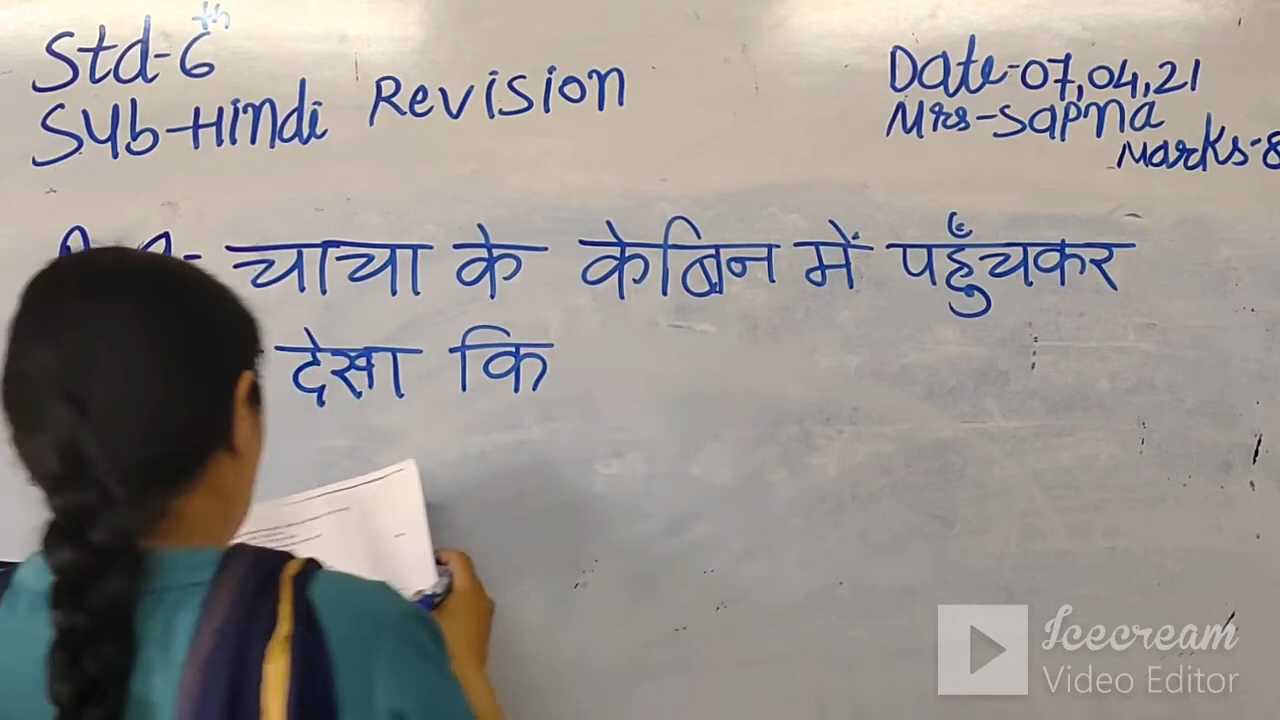 Std-6th
Sub-Hindi Revision
Date-07,04,21
Mrs-Sapna
Marks-8
चाचा के केबिन में पहुँचकर
देखा कि
Icecream
Video Editor